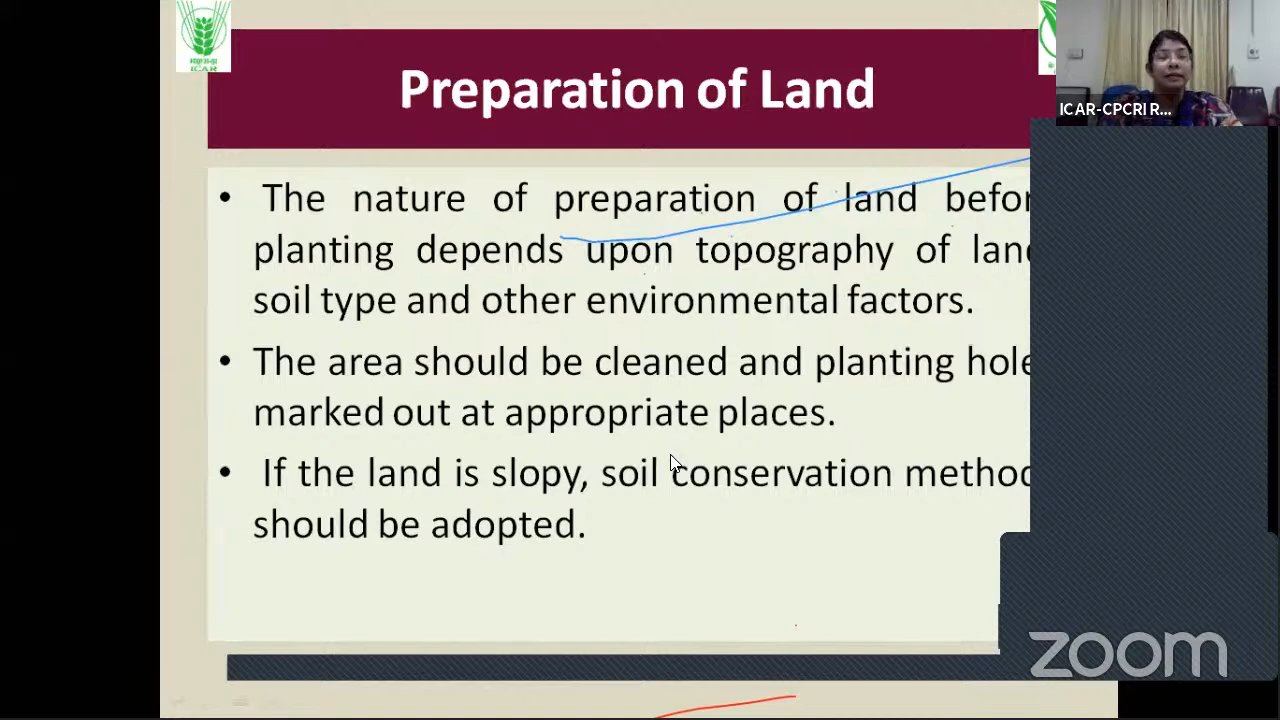 ICAR
Preparation of Land
ICAR-CPCRI R...
• The nature of preparation of land befor
planting depends upon topography of land
soil type and other environmental factors.
• The area should be cleaned and planting hole
marked out at appropriate places.
• If the land is slopy, soil conservation method
should be adopted.
zoom